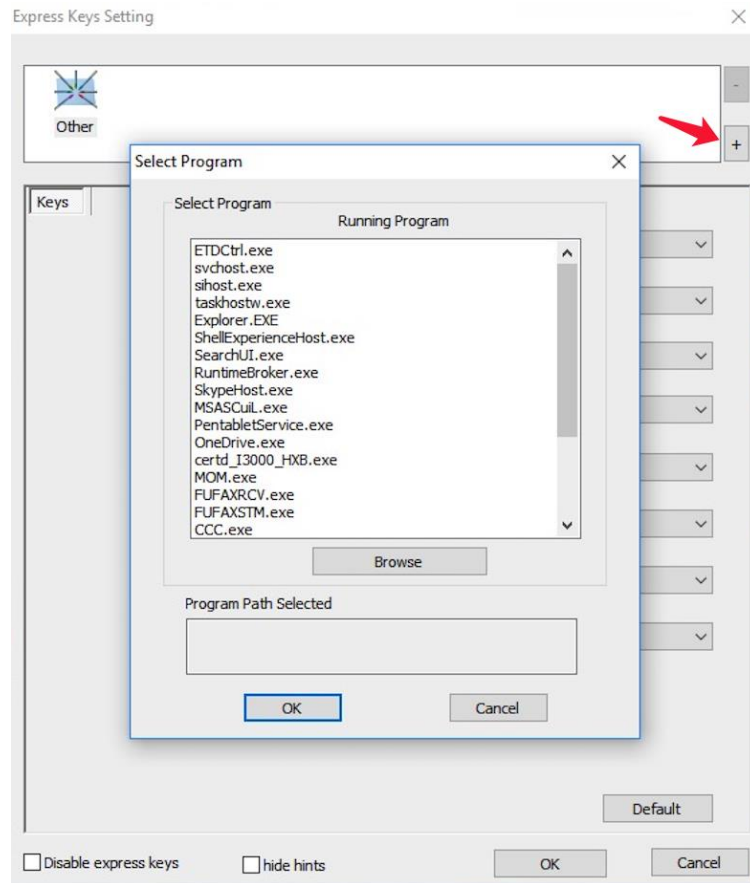 Express Keys Setting
-
Other
+
Select Program
Keys
Select Program
Running Program
ETDCtrl.exe
svchost.exe
sihost.exe
taskhostw.exe
Explorer.EXE
ShellExperienceHost.exe
SearchUI.exe
RuntimeBroker.exe
SkypeHost.exe
MSASCuiL.exe
PentabletService.exe
OneDrive.exe
certd_I3000_HXB.exe
MOM.exe
FUFAXRCV.exe
FUFAXSTM.exe
CCC.exe
Browse
Program Path Selected
OK Cancel
Default
Disable express keys hide hints OK Cancel